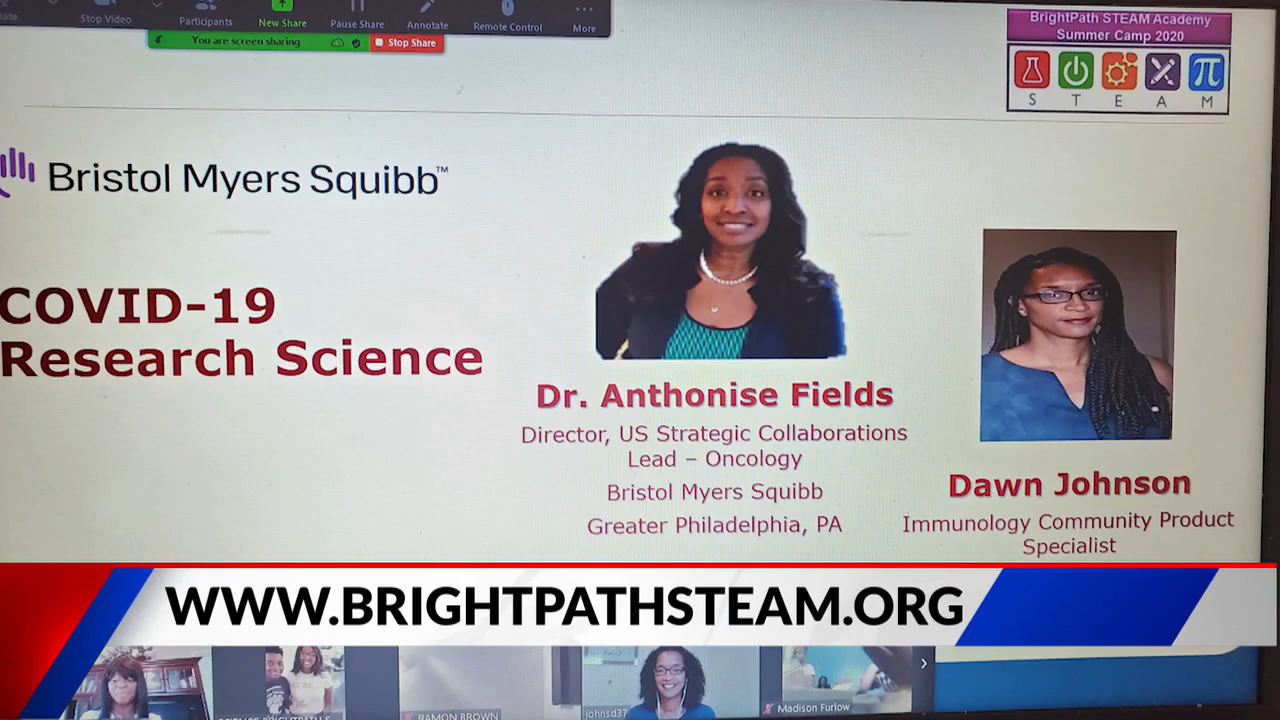 Stop Video
Participants
New Share
Pause Share
Annotate
Remote Control
More
You are screen sharing
Stop Share
BrightPath STEAM Academy
Summer Camp 2020
S T E A M
Bristol Myers Squibb™
COVID-19
Research Science
Dr. Anthonise Fields
Director, US Strategic Collaborations
Lead – Oncology
Bristol Myers Squibb
Greater Philadelphia, PA
Dawn Johnson
Immunology Community Product
Specialist
WWW.BRIGHTPATHSTEAM.ORG
RAMON BROWN
johnsd37
Madison Furlow